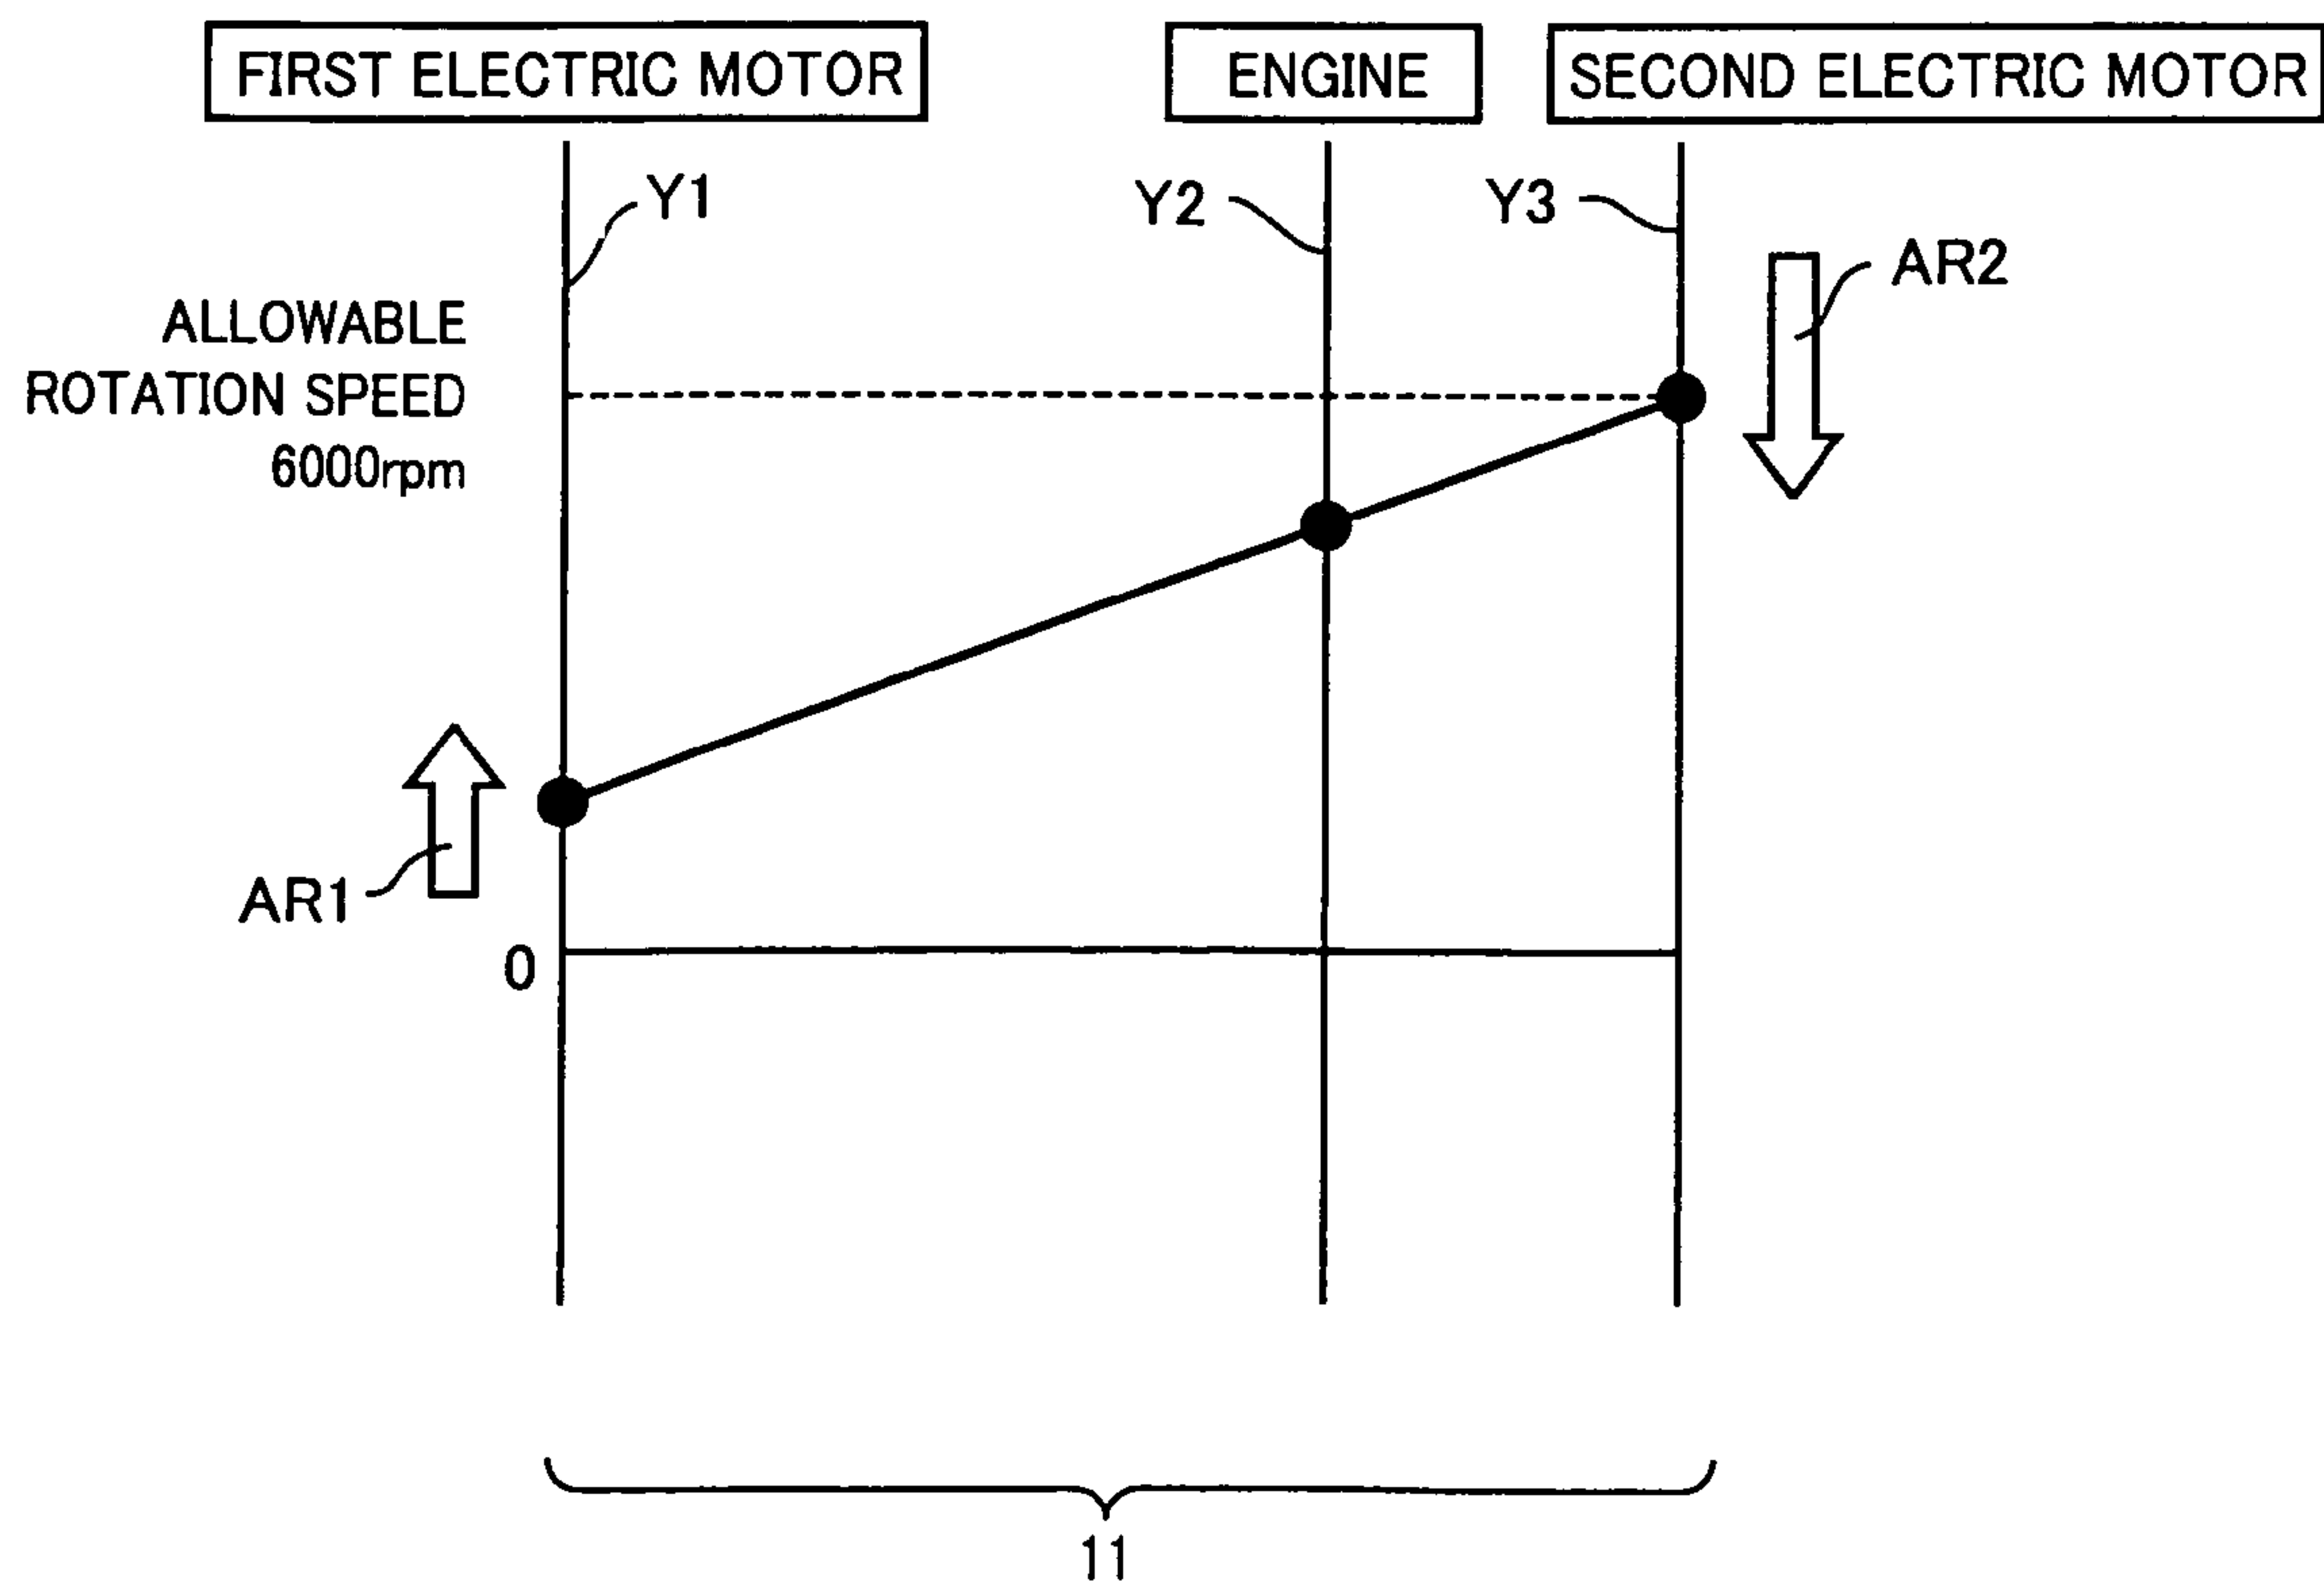 FIRST ELECTRIC MOTOR
ENGINE
SECOND ELECTRIC MOTOR
Y1
Y2
Y3
AR2
ALLOWABLE
ROTATION SPEED
6000rpm
AR1
0
11